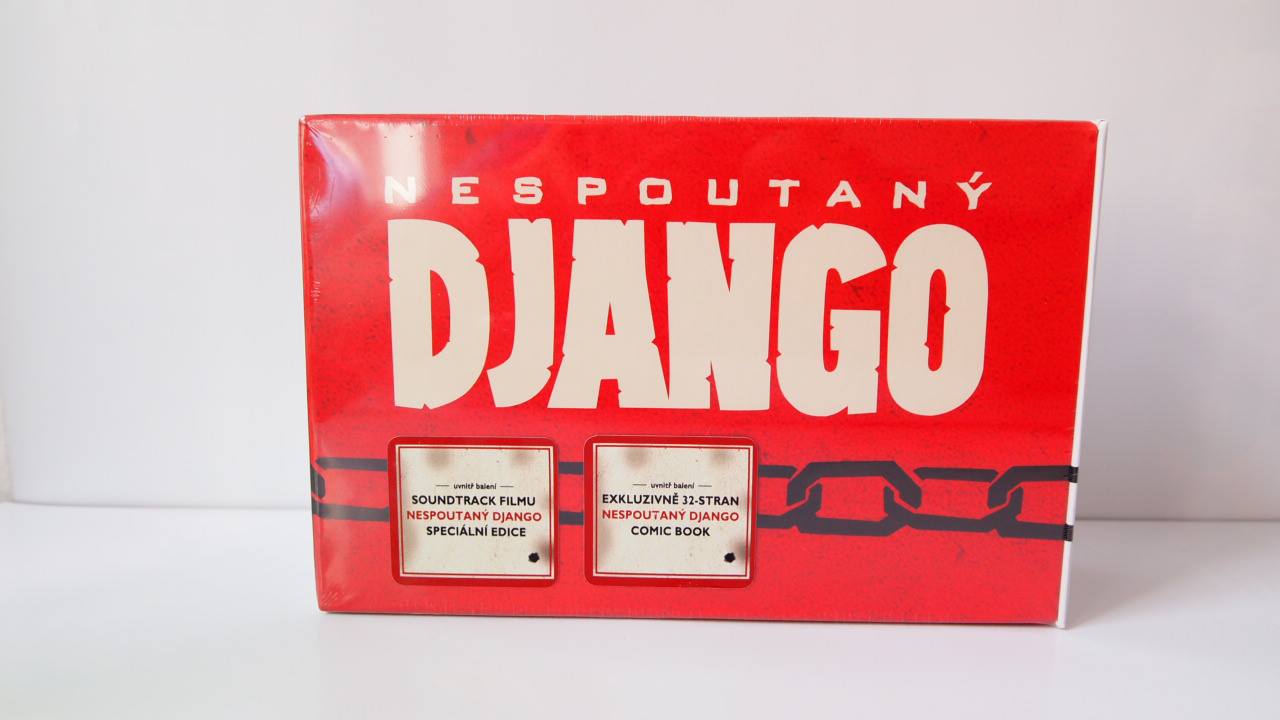 NESPOUTANÝ
DJANGO
uvnitř balení
SOUNDTRACK FILMU
NESPOUTANÝ DJANGO
SPECIÁLNÍ EDICE
uvnitř balení
EXKLUZIVNĚ 32-STRAN
NESPOUTANÝ DJANGO
COMIC BOOK